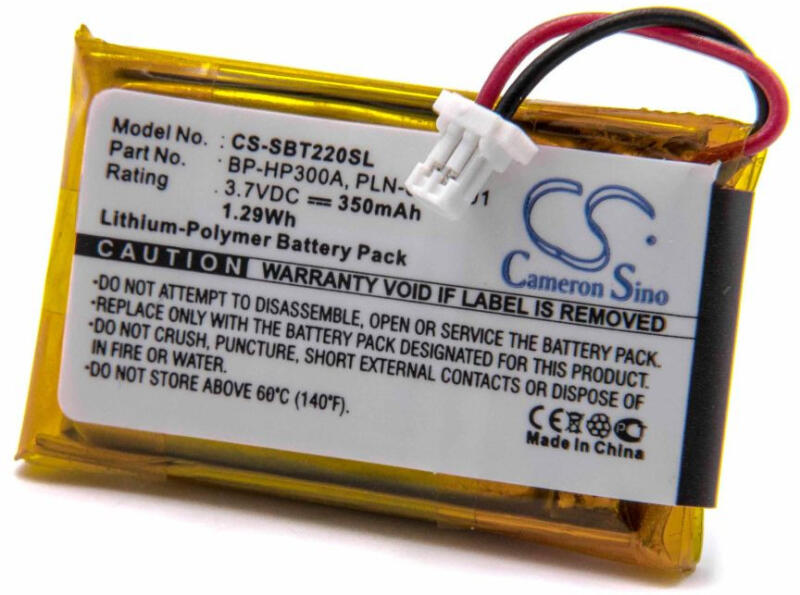 Model No. : CS-SBT220SL
Part No. : BP-HP300A, PLN-
Rating : 3.7VDC ⎓ 350mAh
1.29Wh
Lithium-Polymer Battery Pack
CS
Cameron Sino
CAUTION WARRANTY VOID IF LABEL IS REMOVED
•DO NOT ATTEMPT TO DISASSEMBLE, OPEN OR SERVICE BATTERY PACK.
•REPLACE ONLY WITH THE BATTERY PACK DESIGNATED FOR
•DO NOT CRUSH, PUNCTURE, SHORT EXTERNAL CONTACTS OR DISPOSE OF
IN FIRE OR WATER.
•DO NOT STORE ABOVE 60°C (140°F).
CE
Made in China